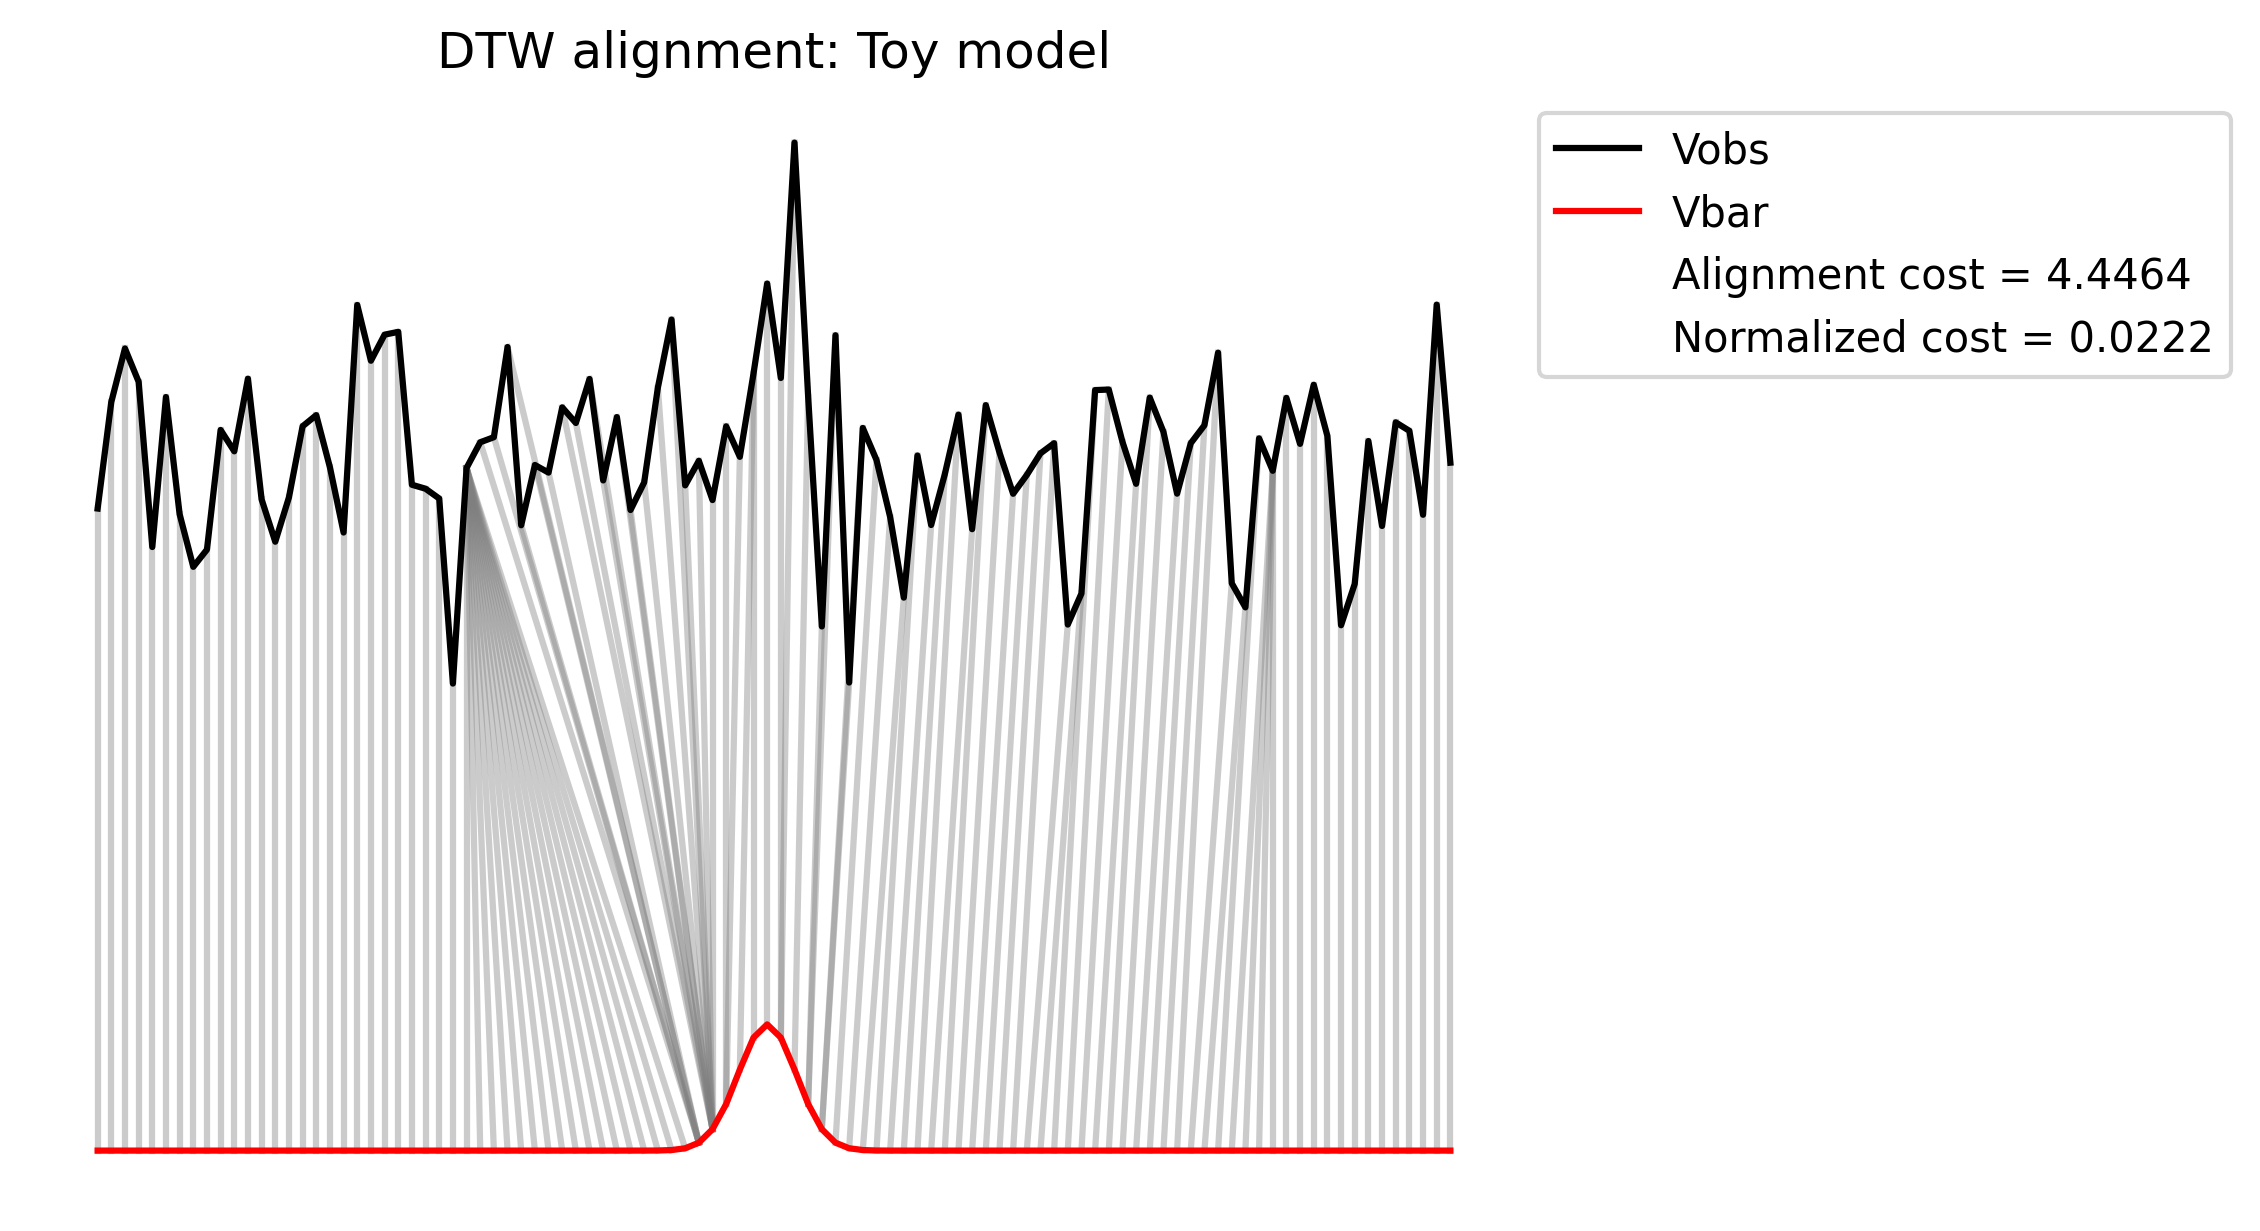 DTW alignment: Toy model
Vobs
Vbar
Alignment cost = 4.4464
Normalized cost = 0.0222